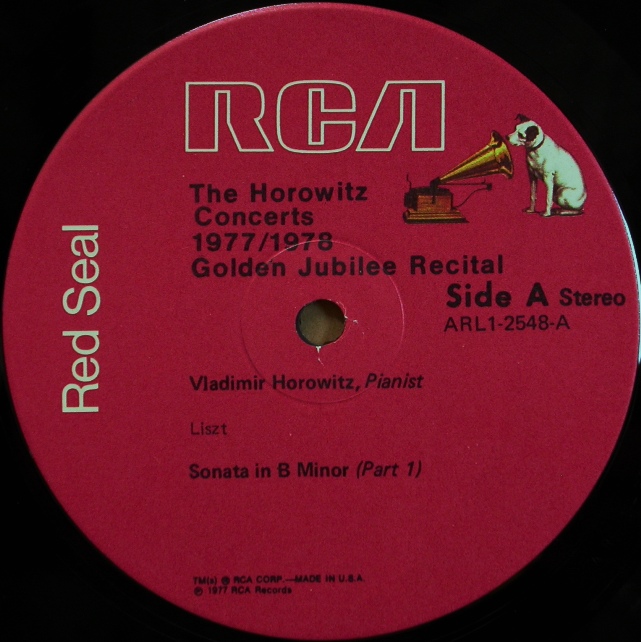 RCA
The Horowitz
Concerts
1977/1978
Golden Jubilee Recital
Side A Stereo
ARL1-2548-A
Red Seal
Vladimir Horowitz, Pianist
Liszt
Sonata in B Minor (Part 1)
TM(s) ® RCA CORP.—MADE IN U.S.A.
℗ 1977 RCA Records